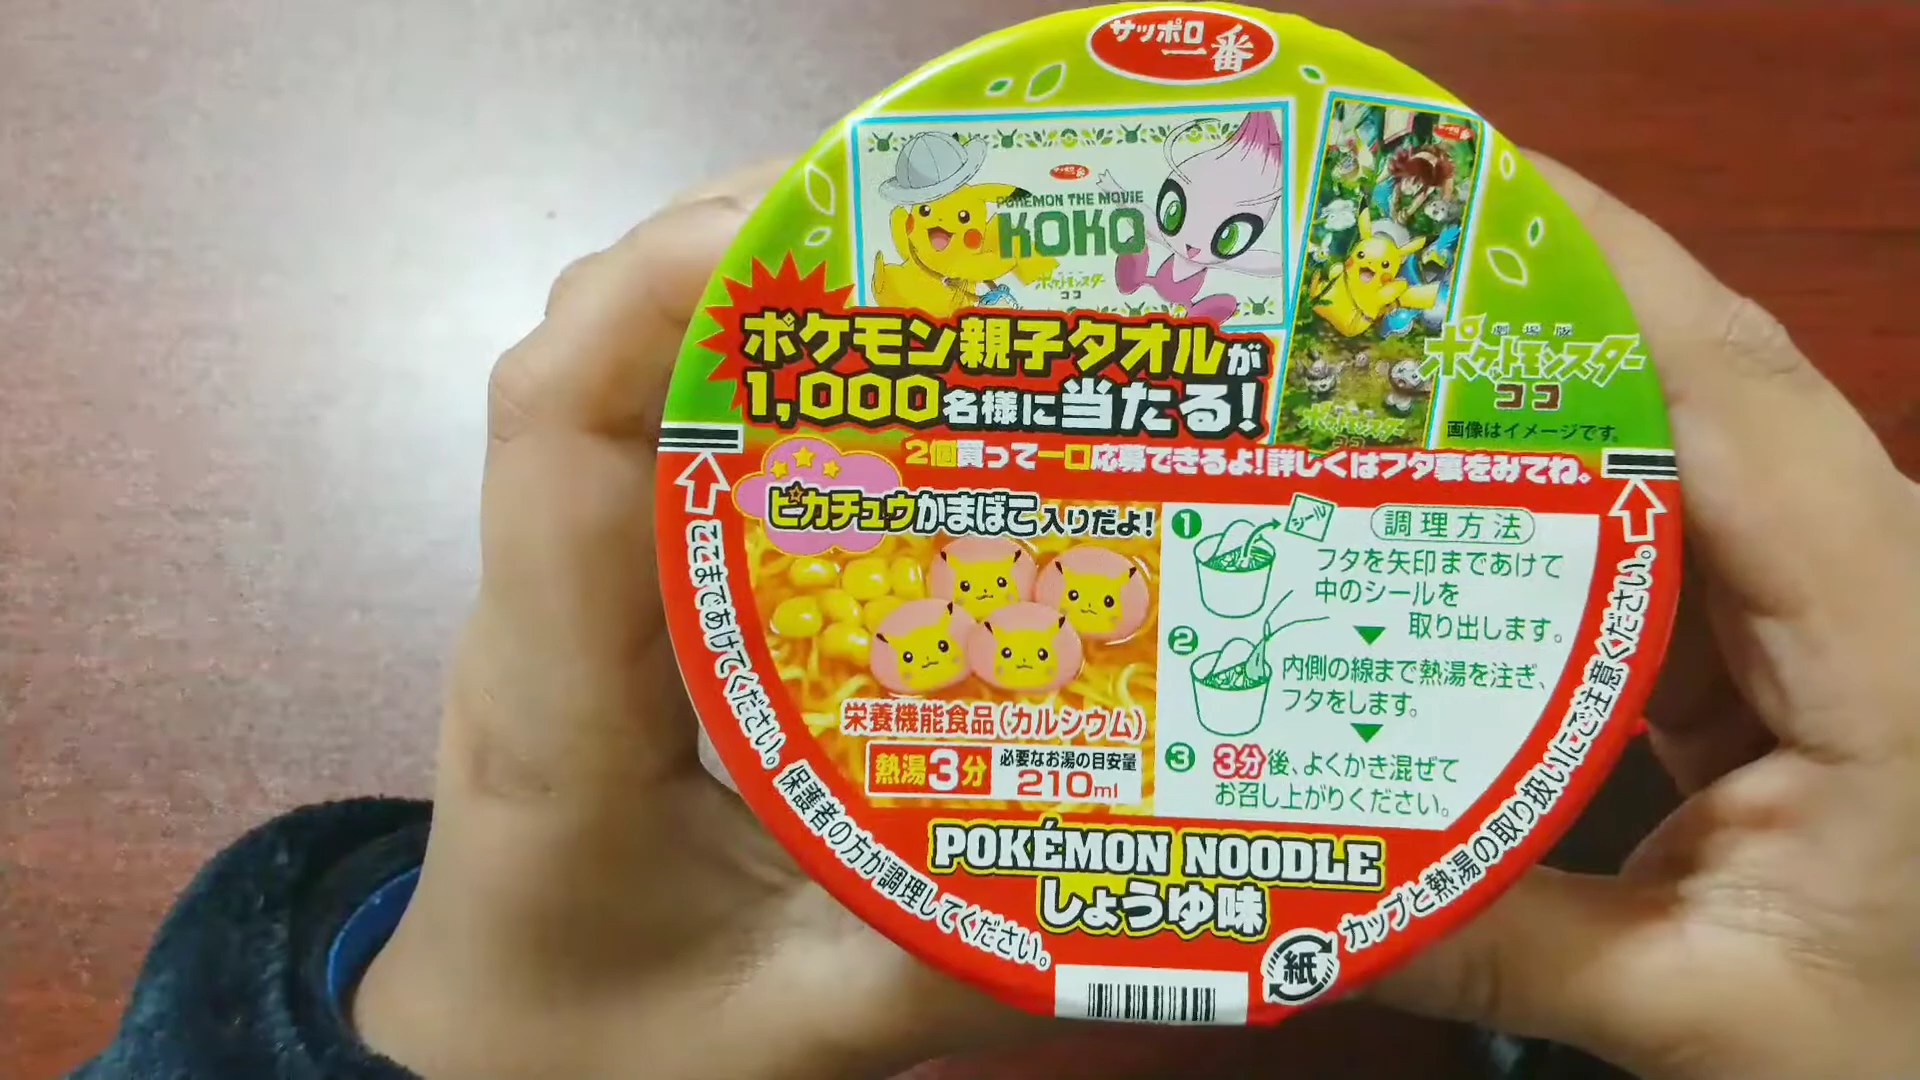 サッポロ
一番
サッポロ一番
POKÉMON THE MOVIE
KOKO
ポケットモンスター
ココ
劇場版
ポケットモンスター
ココ
画像はイメージです。
ポケモン親子タオルが
1,000名様に当たる!
2個買って一口応募できるよ!詳しくはフタ裏をみてね。
ピカチュウかまぼこ入りだよ!
栄養機能食品(カルシウム)
熱湯3分
必要なお湯の目安量
210ml
調理方法
1
シール
フタを矢印まであけて
中のシールを
取り出します。
2
内側の線まで熱湯を注ぎ、
フタをします。
3
3分後、よくかき混ぜて
お召し上がりください。
POKÉMON NOODLE
しょうゆ味
ここまであけてください。
保護者の方が調理してください。
カップと熱湯の取り扱いにご注意ください。
紙